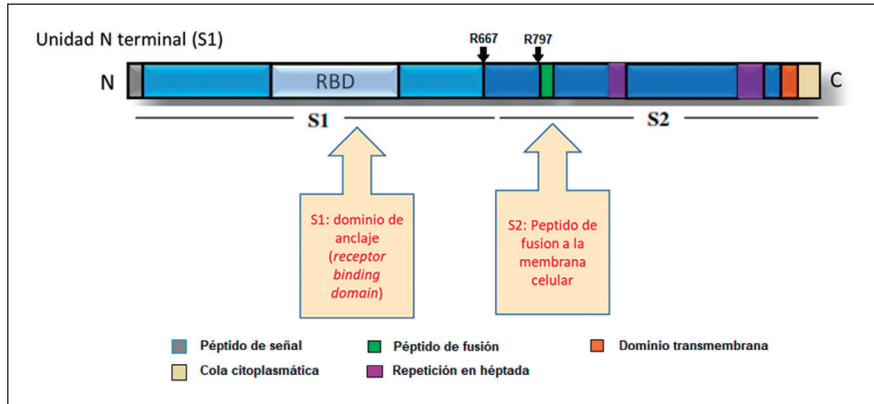 Unidad N terminal (S1)
R667
R797
N
RBD
C
S1
S2
S1: dominio de
anclaje
(receptor
binding
domain)
S2: Peptido de
fusion a la
membrana
celular
Péptido de señal
Péptido de fusión
Dominio transmembrana
Cola citoplasmática
Repetición en héptada